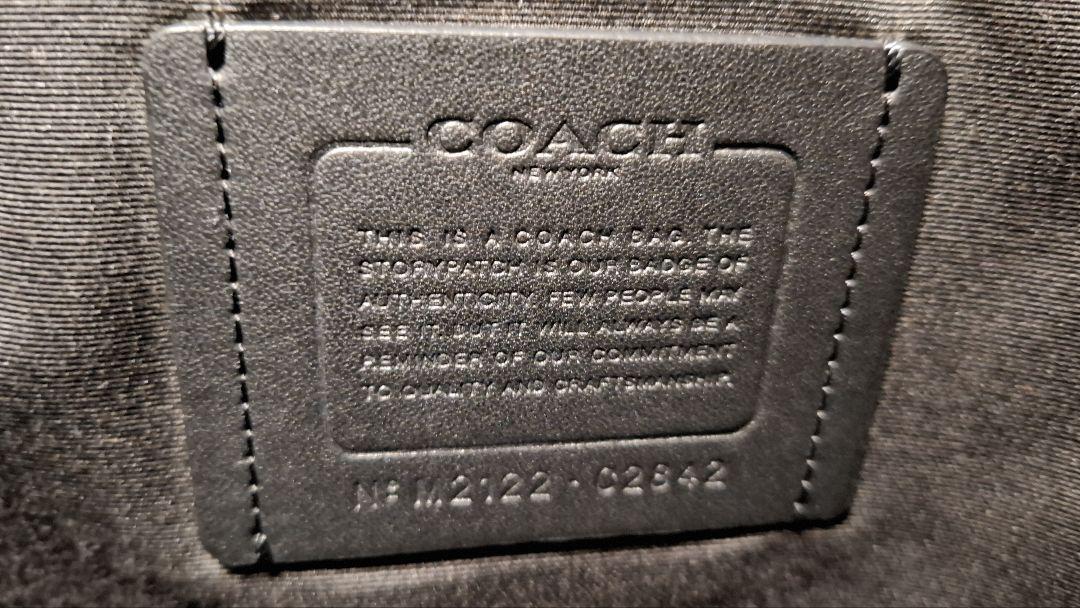 COACH
NEW YORK
THIS IS A COACH BAG. THE
STORYPATCH IS OUR BADGE OF
AUTHENTICITY. FEW PEOPLE MAY
SEE IT, BUT IT WILL ALWAYS BE A
REMINDER OF OUR COMMITMENT
TO QUALITY AND CRAFTSMANSHIP.
Nº M2122 · C2842